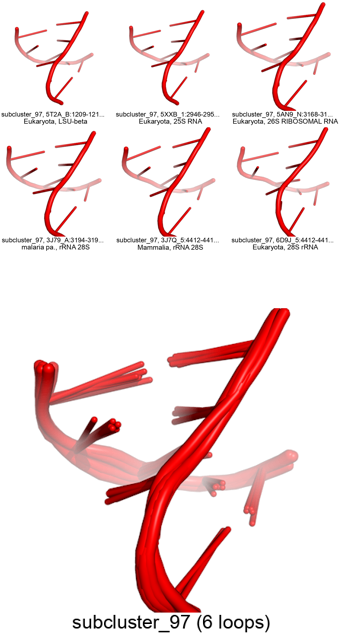 subcluster_97, 5T2A_B:1209-121...
Eukaryota, LSU-beta
subcluster_97, 5XXB_1:2946-295...
Eukaryota, 25S RNA
subcluster_97, 5AN9_N:3168-31...
Eukaryota, 26S RIBOSOMAL RNA
subcluster_97, 3J79_A:3194-319...
malaria pa., rRNA 28S
subcluster_97, 3J7Q_5:4412-441...
Mammalia, rRNA 28S
subcluster_97, 6D9J_5:4412-441...
Eukaryota, 28S rRNA
subcluster_97 (6 loops)